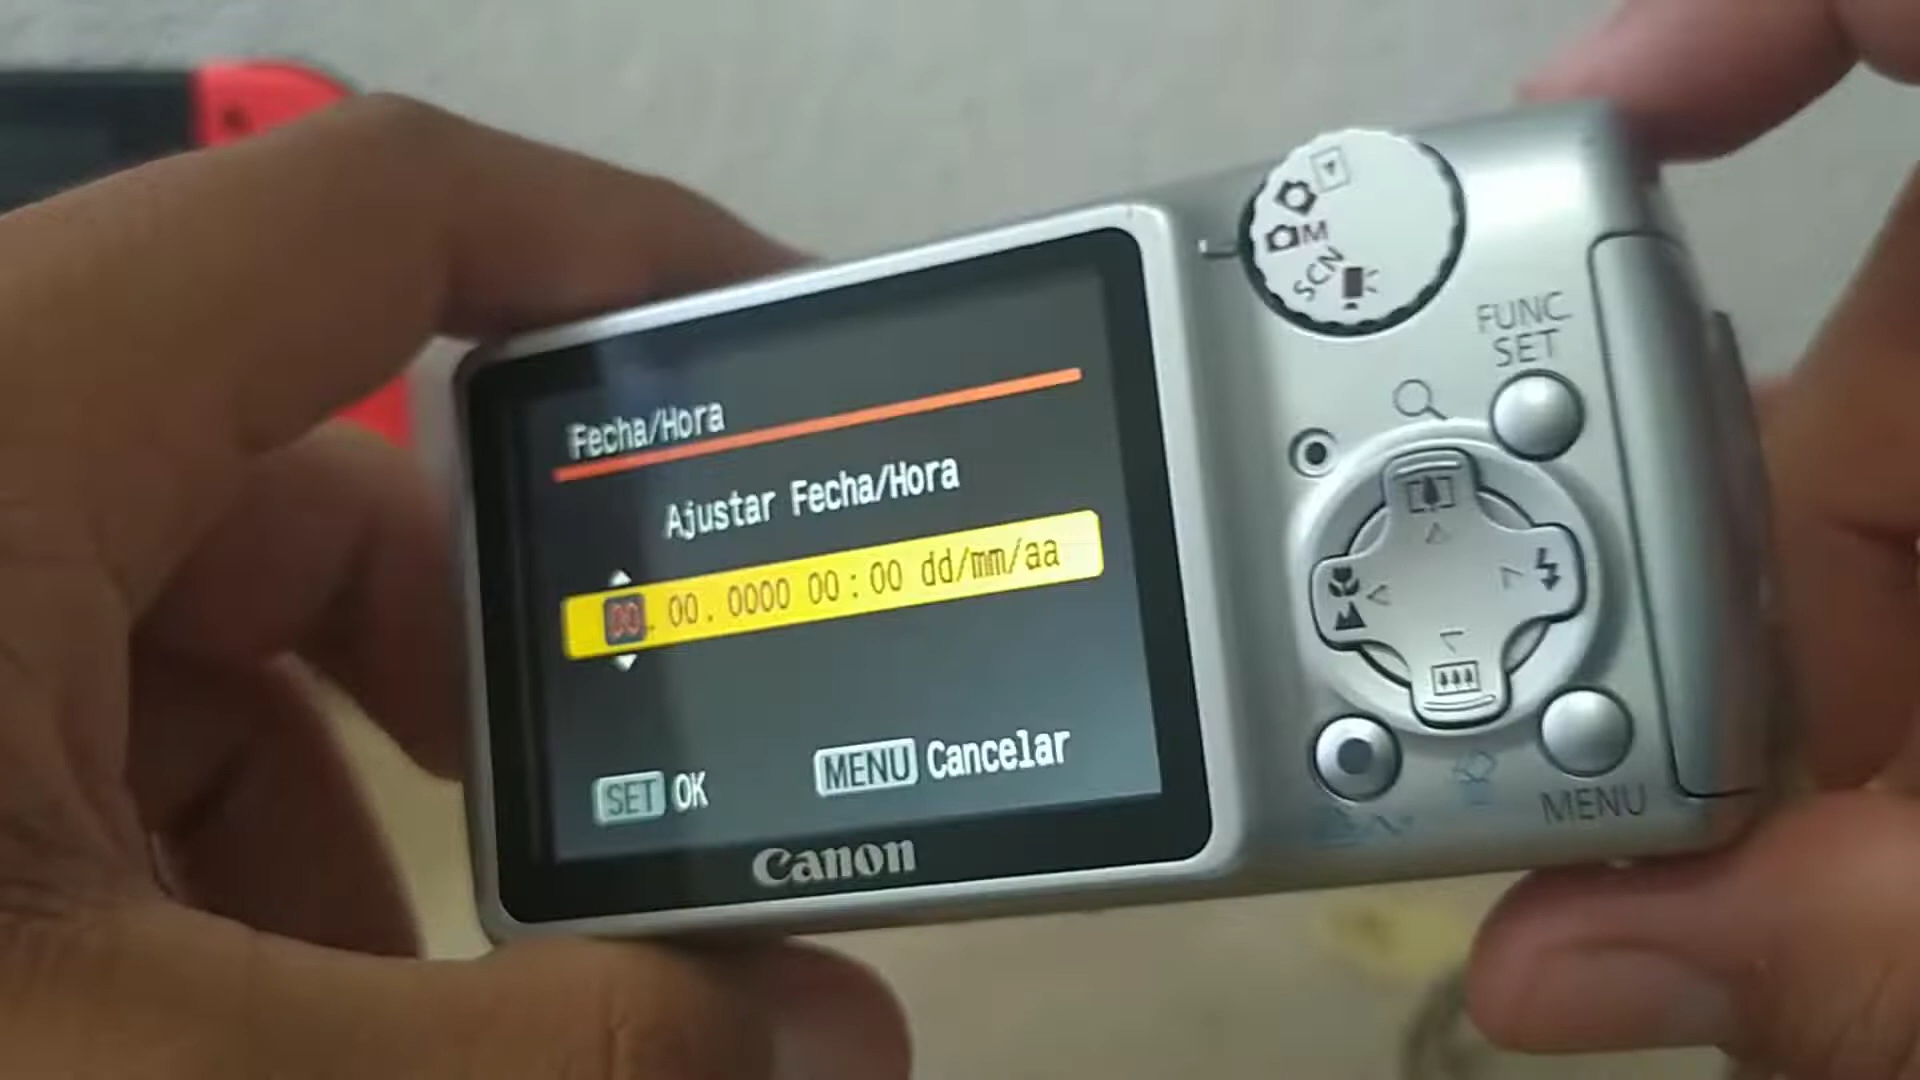 Fecha/Hora
Ajustar Fecha/Hora
00. 00. 0000 00:00 dd/mm/aa
SET OK
MENU Cancelar
Canon
M
SCN
FUNC.
SET
MENU